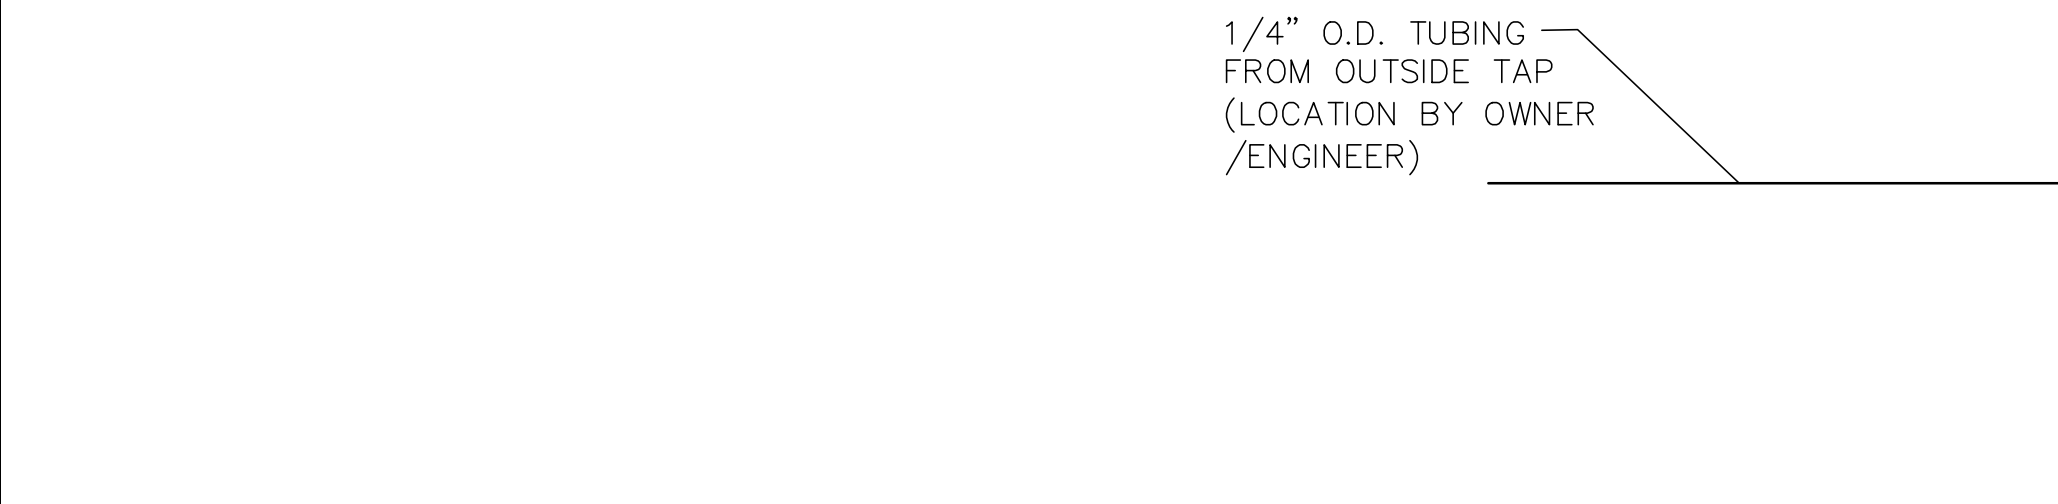 1/4” O.D. TUBING
FROM OUTSIDE TAP
(LOCATION BY OWNER
/ENGINEER)